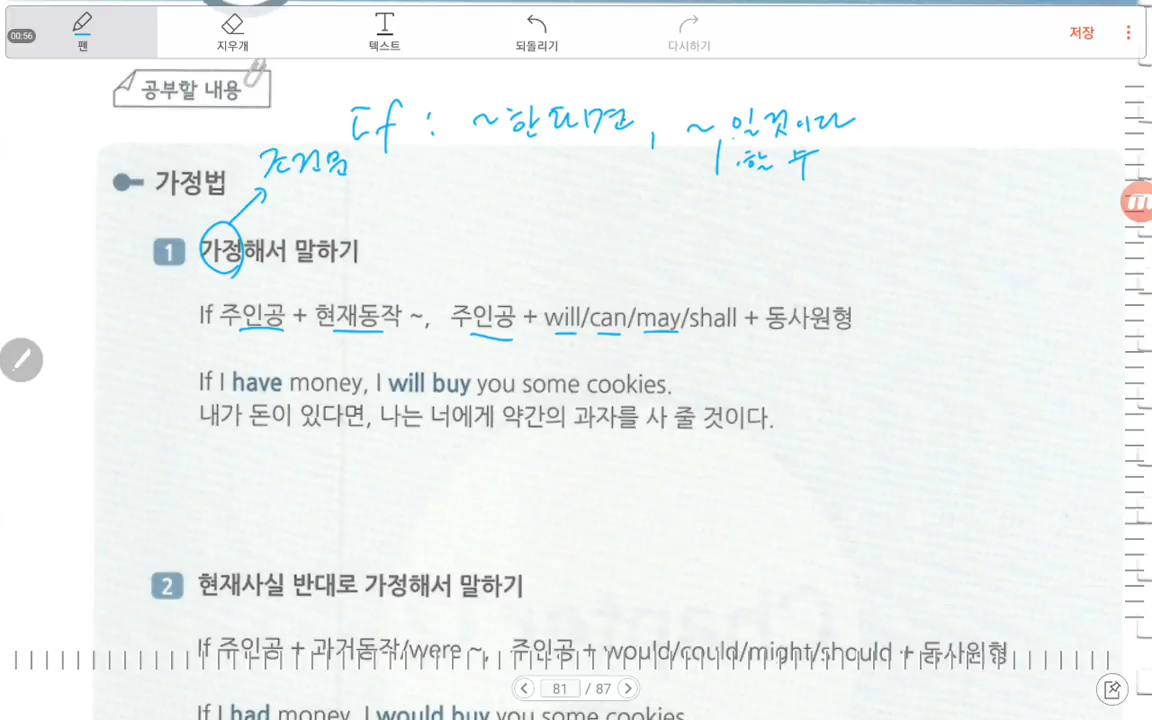 00:56 펜 지우개 텍스트 되돌리기 다시하기 저장
공부할 내용
If : ~한다면, ~일것이다
조건문
할 수
가정법
1 가정해서 말하기
If 주인공 + 현재동작 ~, 주인공 + will/can/may/shall + 동사원형
If I have money, I will buy you some cookies.
내가 돈이 있다면, 나는 너에게 약간의 과자를 사 줄 것이다.
2 현재사실 반대로 가정해서 말하기
If 주인공 + 과거동작/were ~, 주인공 + would/could/might/should + 동사원형
81 / 87
If I had money, I would buy you some cookies.